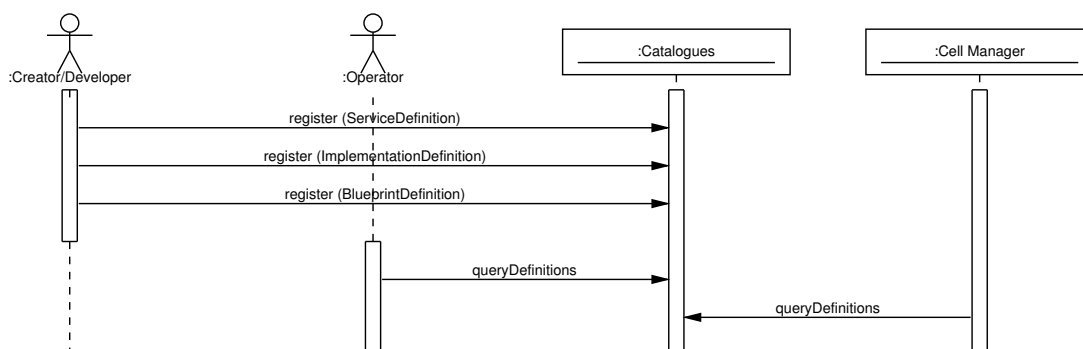 :Creator/Developer
:Operator
:Catalogues
:Cell Manager
register (ServiceDefinition)
register (ImplementationDefinition)
register (BlueprintDefinition)
queryDefinitions
queryDefinitions